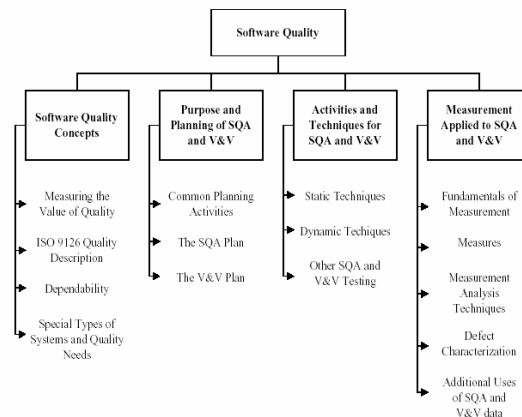 Software Quality
Software Quality
Concepts
Purpose and
Planning of SQA
and V&V
Activities and
Techniques for
SQA and V&V
Measurement
Applied to SQA
and V&V
Measuring the
Value of Quality
ISO 9126 Quality
Description
Dependability
Special Types of
Systems and Quality
Needs
Common Planning
Activities
The SQA Plan
The V&V Plan
Static Techniques
Dynamic Techiques
Other SQA and
V&V Testing
Fundamentals of
Measurement
Measures
Measurement
Analysis
Techniques
Defect
Characterization
Additional Uses
of SQA and
V&V data